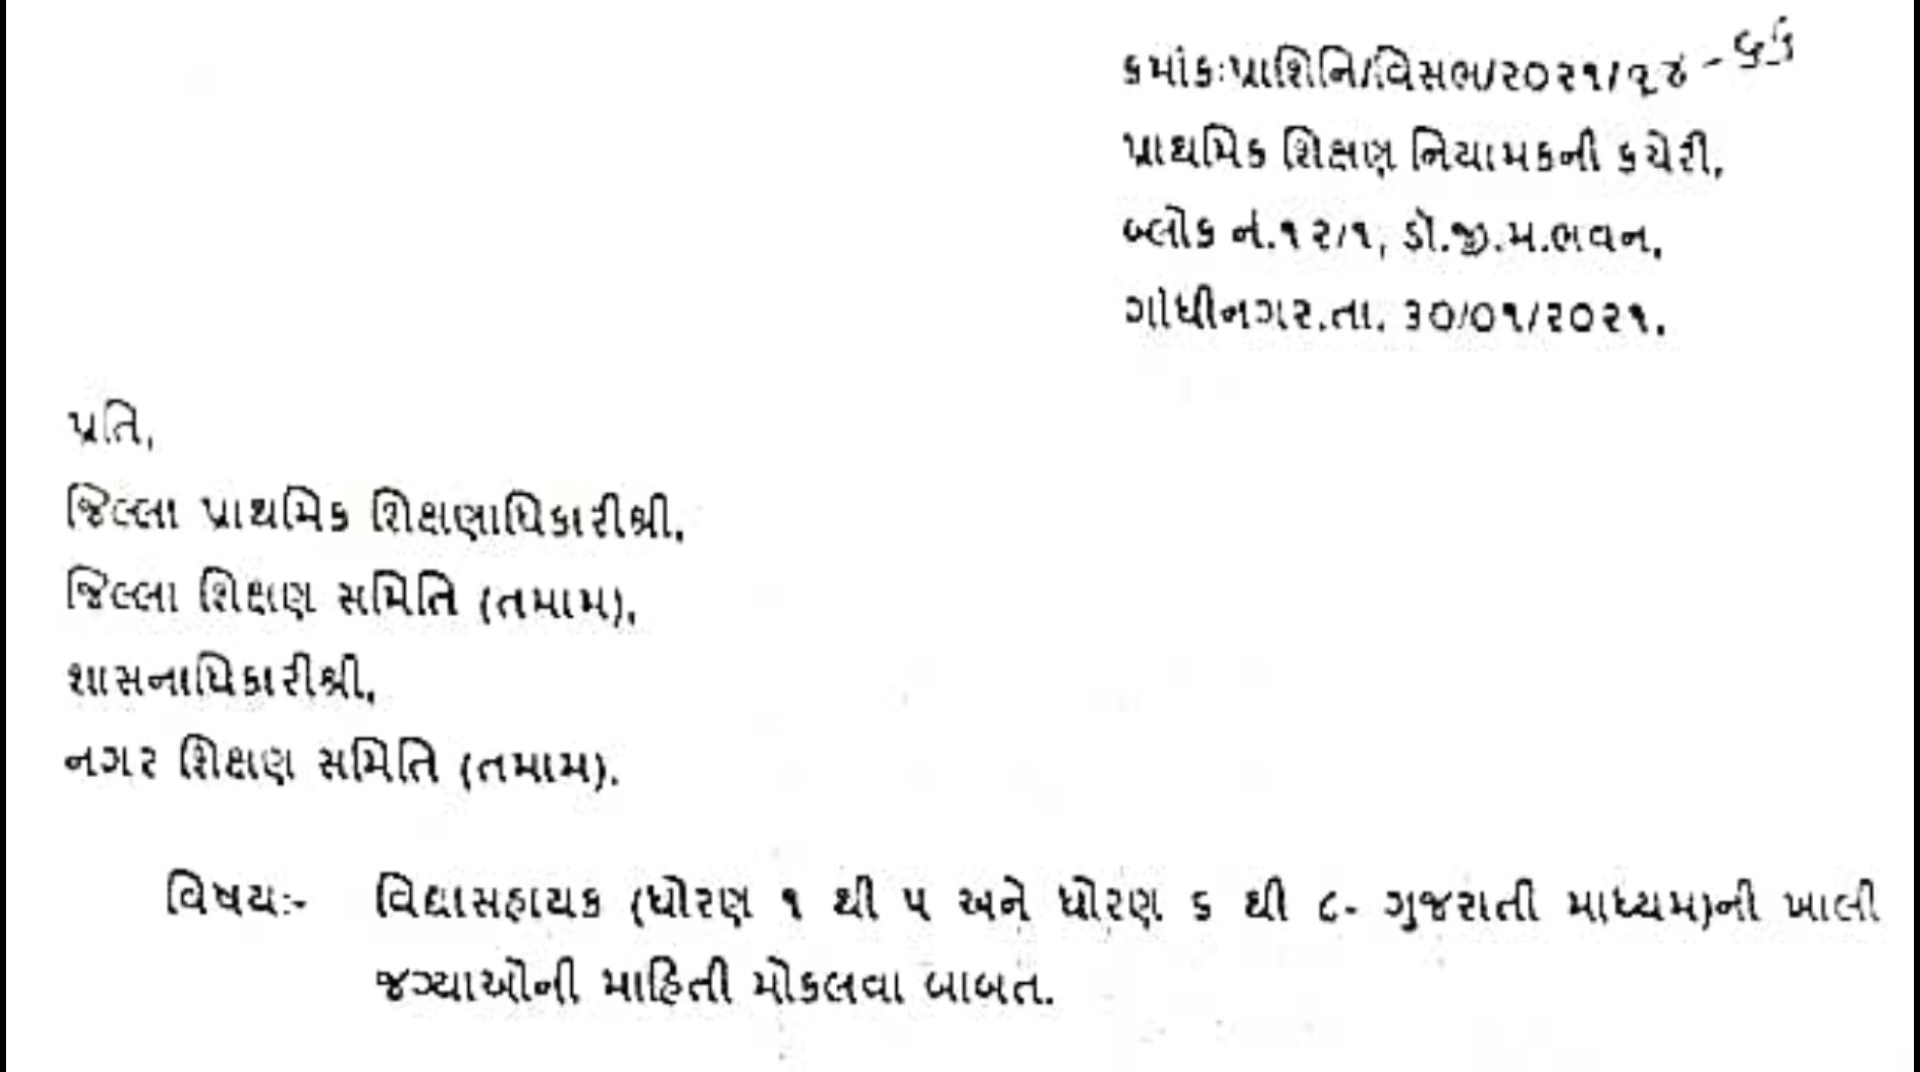 ક્રમાંક:પ્રાશિનિ/વિસભ/૨૦૨૧/
પ્રાથમિક શિક્ષણ નિયામકની કચેરી,
બ્લોક નં.૧૨/૧, ડૉ.જી.મ.ભવન,
ગાંધીનગર.તા. ૩૦/૦૧/૨૦૨૧.
પ્રતિ,
જિલ્લા પ્રાથમિક શિક્ષણાધિકારીશ્રી,
જિલ્લા શિક્ષણ સમિતિ (તમામ),
શાસનાધિકારીશ્રી,
નગર શિક્ષણ સમિતિ (તમામ).
વિષય:- વિદ્યાસહાયક (ધોરણ ૧ થી ૫ અને ધોરણ ૬ થી ૮- ગુજરાતી માધ્યમ)ની ખાલી
જગ્યાઓની માહિતી મોકલવા બાબત.